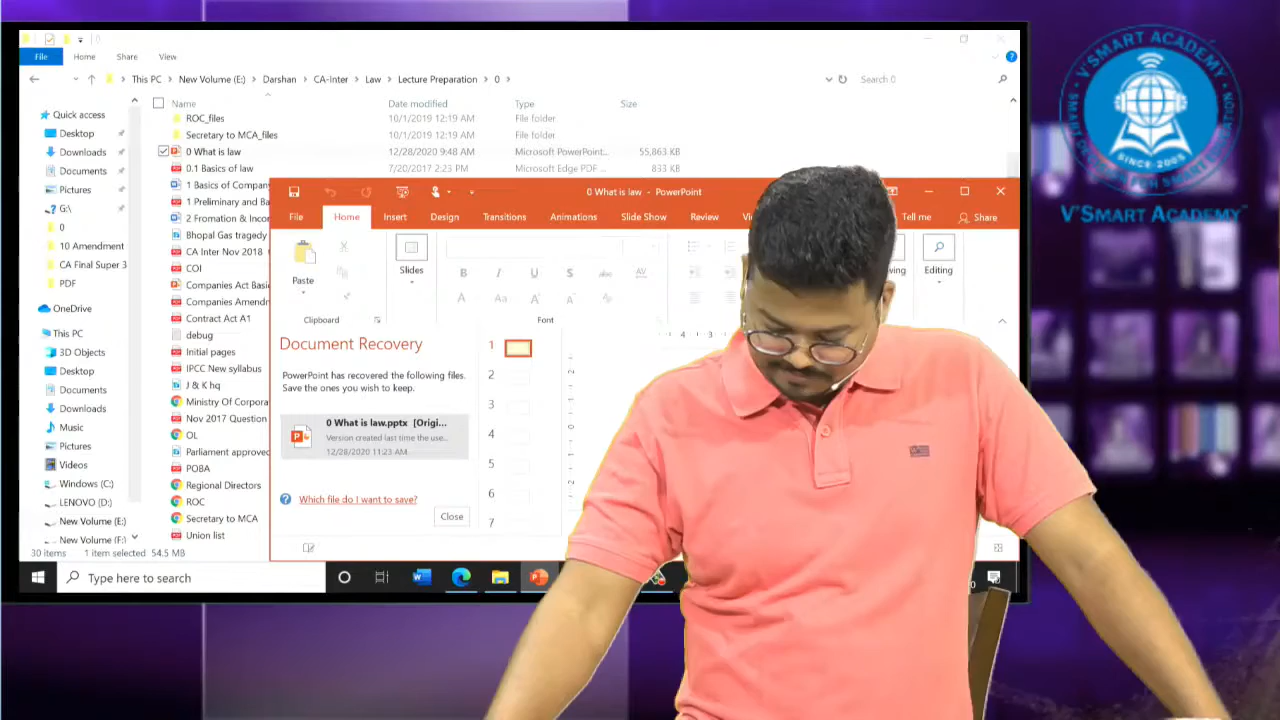 File
Home
Share
View
This PC
New Volume (E:)
Darshan
CA-Inter
Law
Lecture Preparation
0
Search 0
Quick access
Desktop
Downloads
Documents
Pictures
G:\
0
10 Amendment
CA Final Super 3
PDF
OneDrive
This PC
3D Objects
Desktop
Documents
Downloads
Music
Pictures
Videos
Windows (C:)
LENOVO (D:)
New Volume (E:)
New Volume (F:)
Name Date modified Type Size
ROC_files 10/1/2019 12:19 AM File folder
Secretary to MCA_files 10/1/2019 12:19 AM File folder
0 What is law 12/28/2020 9:48 AM Microsoft PowerPoint... 55,863 KB
0.1 Basics of law 7/20/2017 2:23 PM Microsoft Edge PDF ... 833 KB
1 Basics of Company
1 Preliminary and Ba
2 Fromation & Inco
Bhopal Gas tragedy
CA Inter Nov 2018
COI
Companies Act Basi
Companies Amendn
Contract Act A1
debug
Initial pages
IPCC New syllabus
J & K hq
Ministry Of Corpora
Nov 2017 Question
OL
Parliament approved
POBA
Regional Directors
ROC
Secretary to MCA
Union list
30 items 1 item selected 54.5 MB
0 What is law - PowerPoint
File
Home
Insert
Design
Transitions
Animations
Slide Show
Review
Tell me
Share
Paste
Clipboard
B I U S abc AV
A Aa A A
Font
Slides
Editing
Document Recovery
PowerPoint has recovered the following files.
Save the ones you wish to keep.
0 What is law.pptx [Origi...
Version created last time the use...
12/28/2020 11:23 AM
Which file do I want to save?
Close
1
2
3
4
5
6
7
Type here to search
V'SMART ACADEMY
SINCE-2005
V'SMART ACADEMY